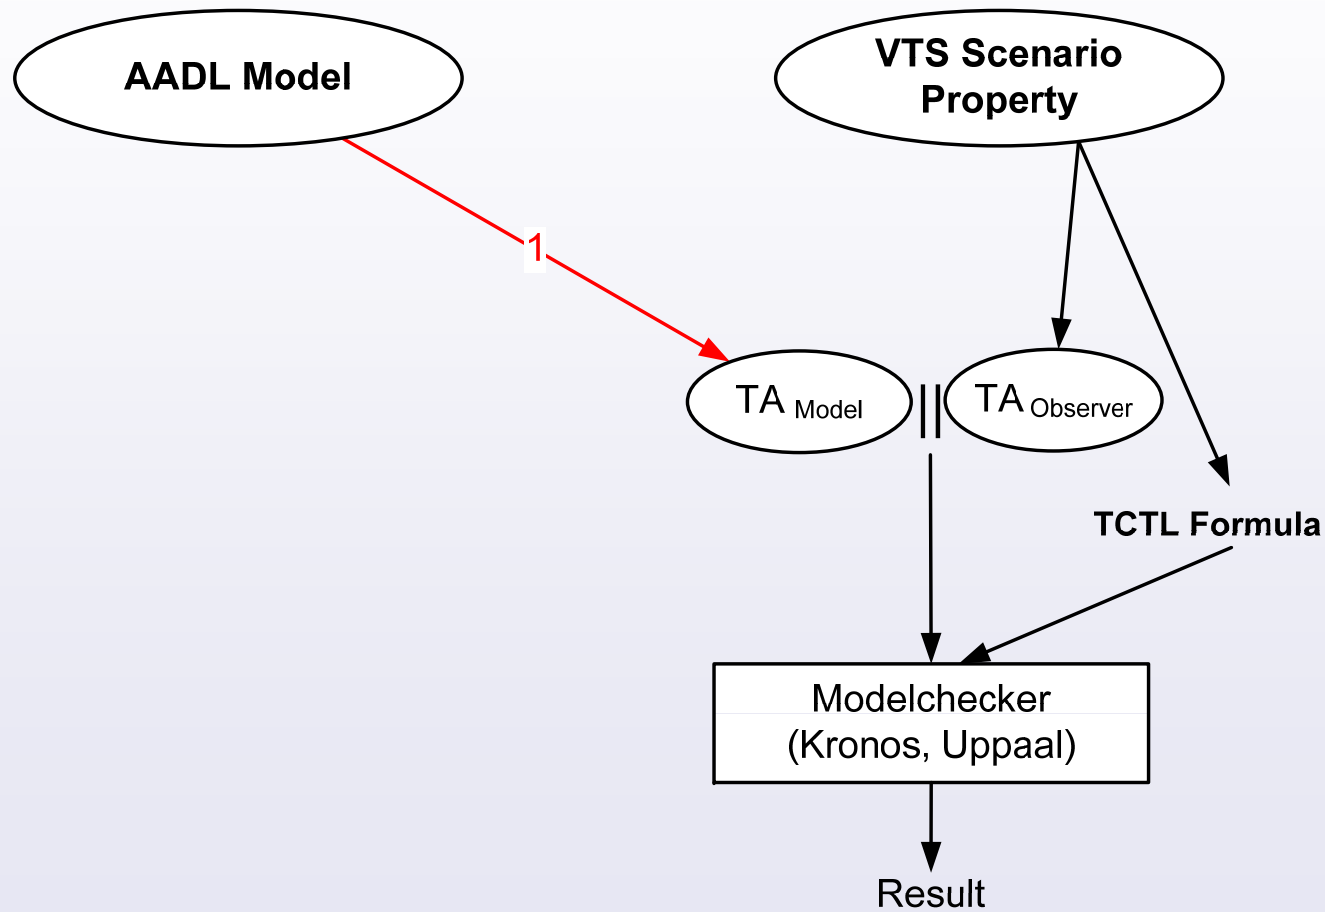 AADL Model
VTS Scenario
Property
1
TA Model
||
TA Observer
TCTL Formula
Modelchecker
(Kronos, Uppaal)
Result